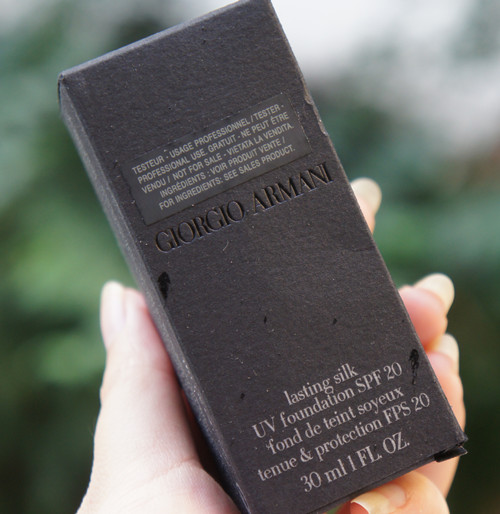 TESTEUR - USAGE PROFESSIONNEL / TESTER -
PROFESSIONAL USE. GRATUIT - NE PEUT ÊTRE
VENDU / NOT FOR SALE - VIETATA LA VENDITA.
INGRÉDIENTS : VOIR PRODUIT VENTE /
FOR INGREDIENTS: SEE SALES PRODUCT.
GIORGIO ARMANI
lasting silk
UV foundation SPF 20
fond de teint soyeux
tenue & protection FPS 20
30 ml 1 FL. OZ.